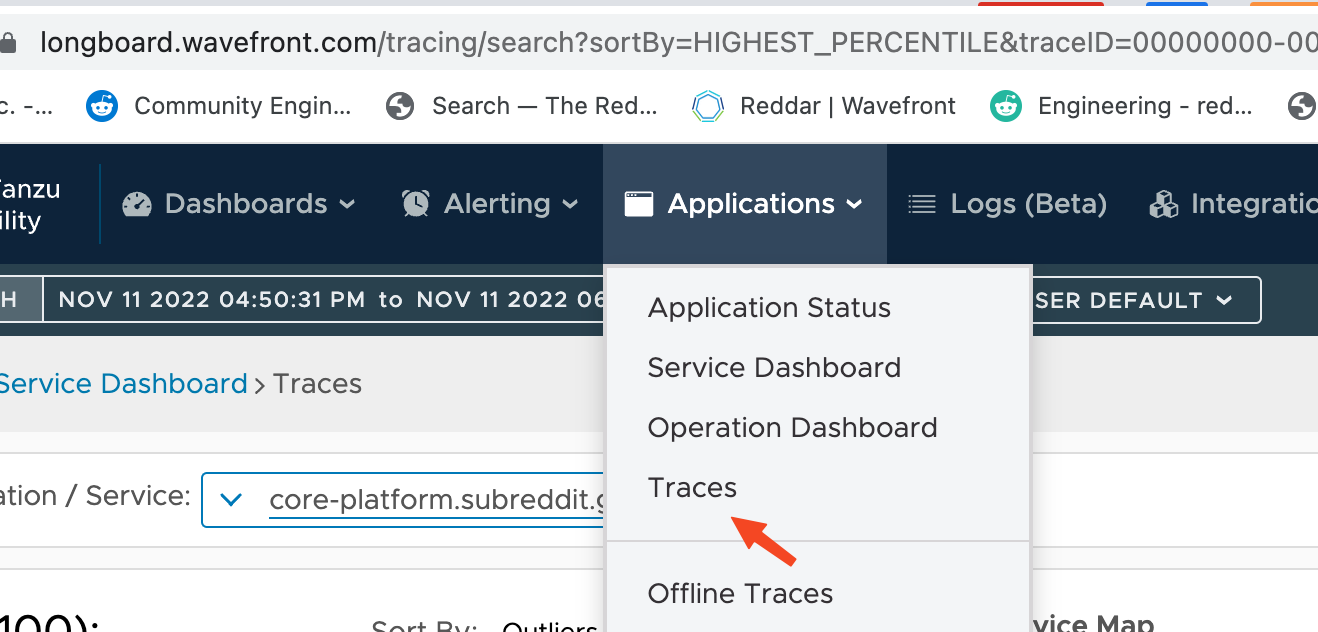 longboard.wavefront.com/tracing/search?sortBy=HIGHEST_PERCENTILE&traceID=00000000-00
c. -... Community Engin... Search — The Red... Reddar | Wavefront Engineering - red...
anzu
ility
Dashboards Alerting Applications Logs (Beta) Integratio
H NOV 11 2022 04:50:31 PM to NOV 11 2022 06 SER DEFAULT
Application Status
Service Dashboard
Operation Dashboard
Traces
Offline Traces
Service Dashboard > Traces
ation / Service: core-platform.subreddit.g
100): Sort By: Outliers vice Map